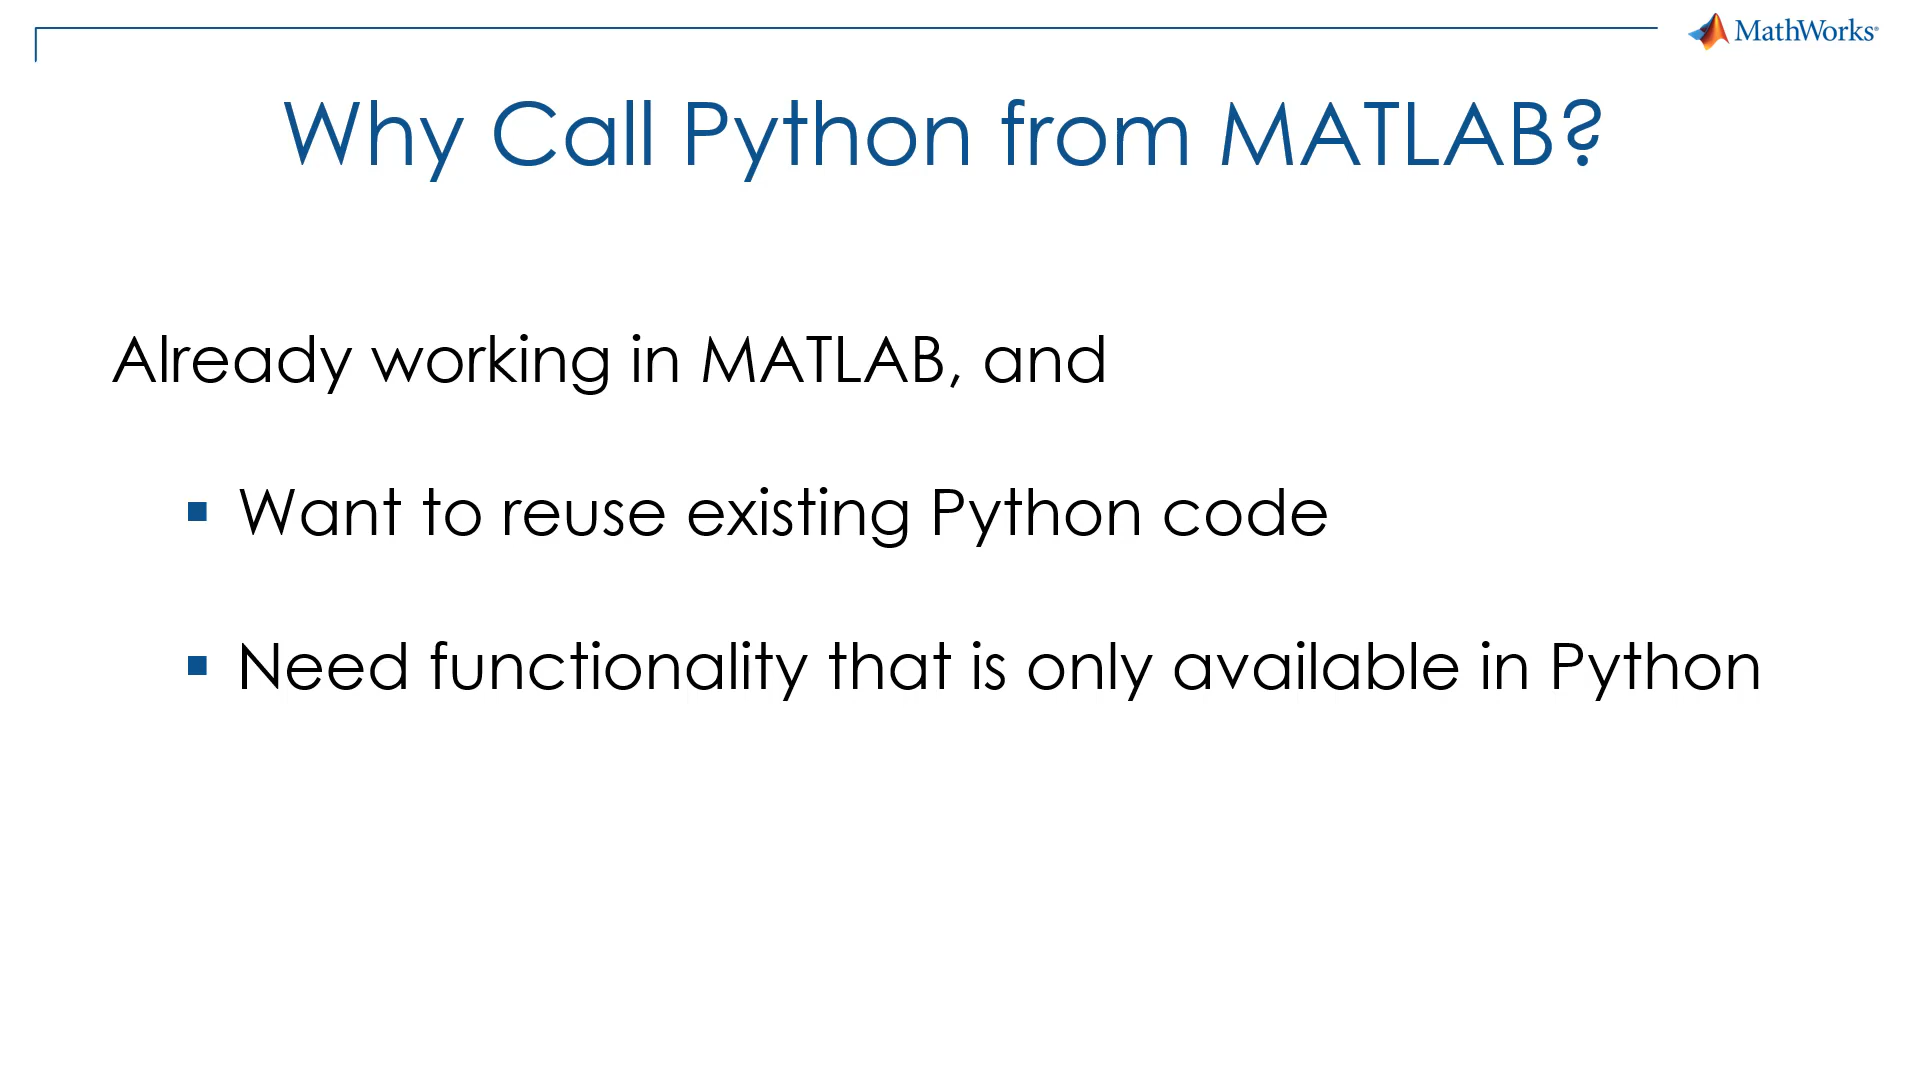 MathWorks®
Why Call Python from MATLAB?
Already working in MATLAB, and
▪ Want to reuse existing Python code
▪ Need functionality that is only available in Python